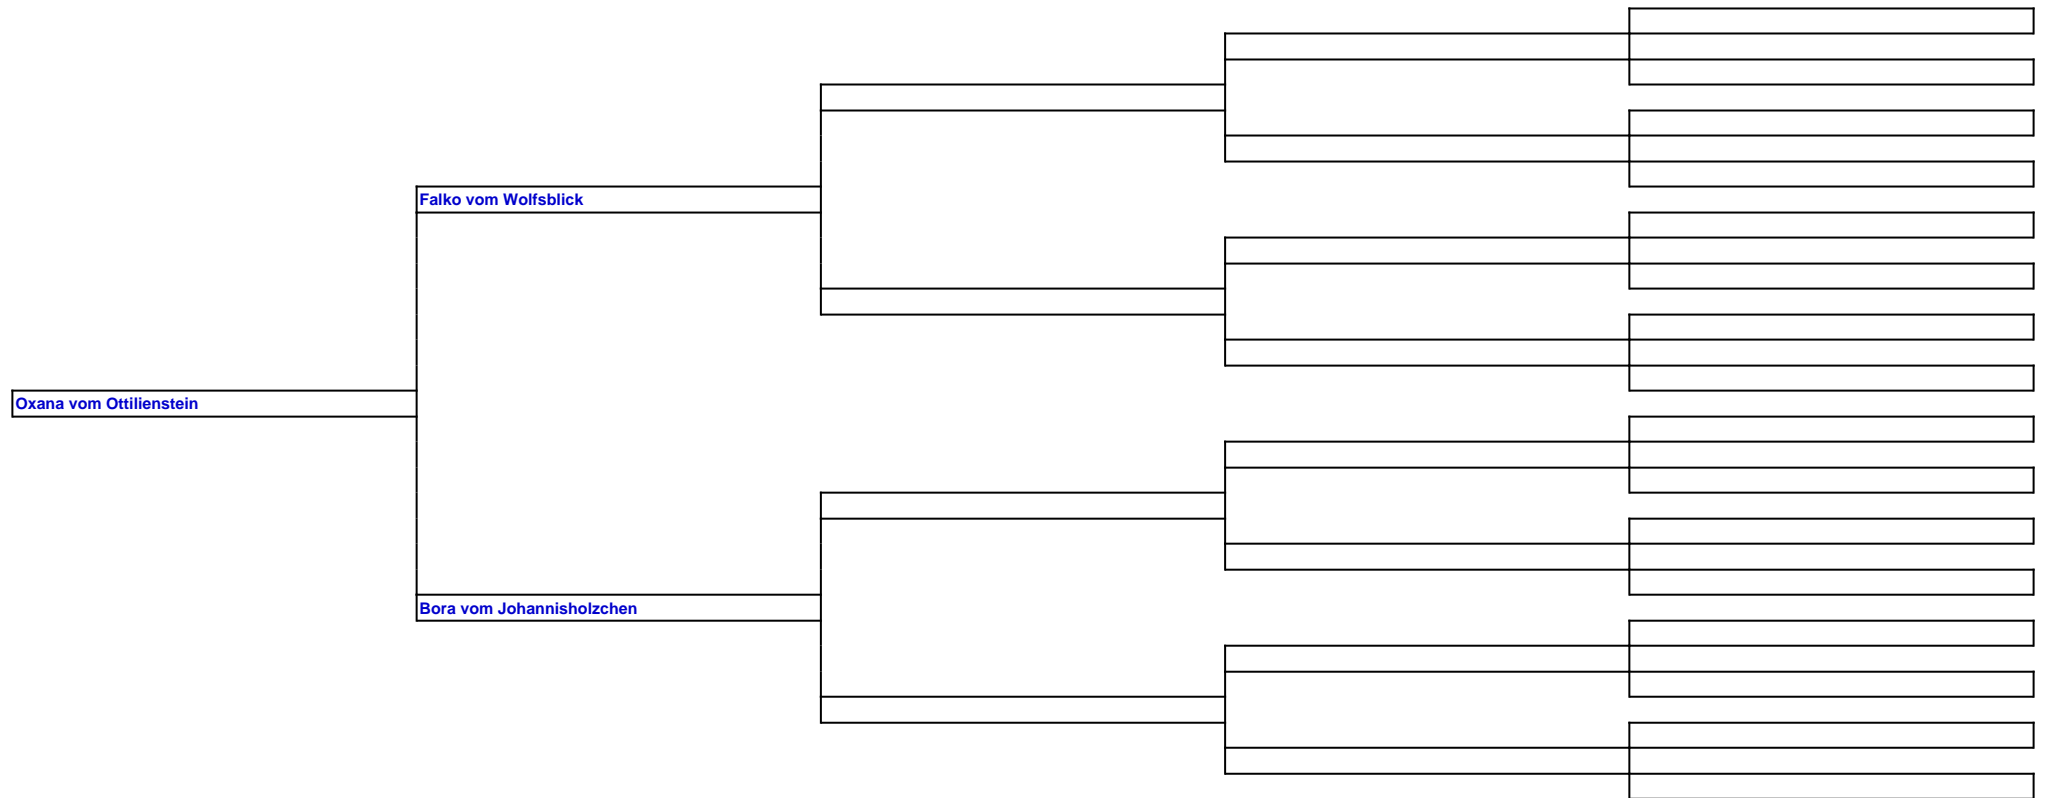 Falko vom Wolfsblick
Oxana vom Ottilienstein
Bora vom Johannisholzchen